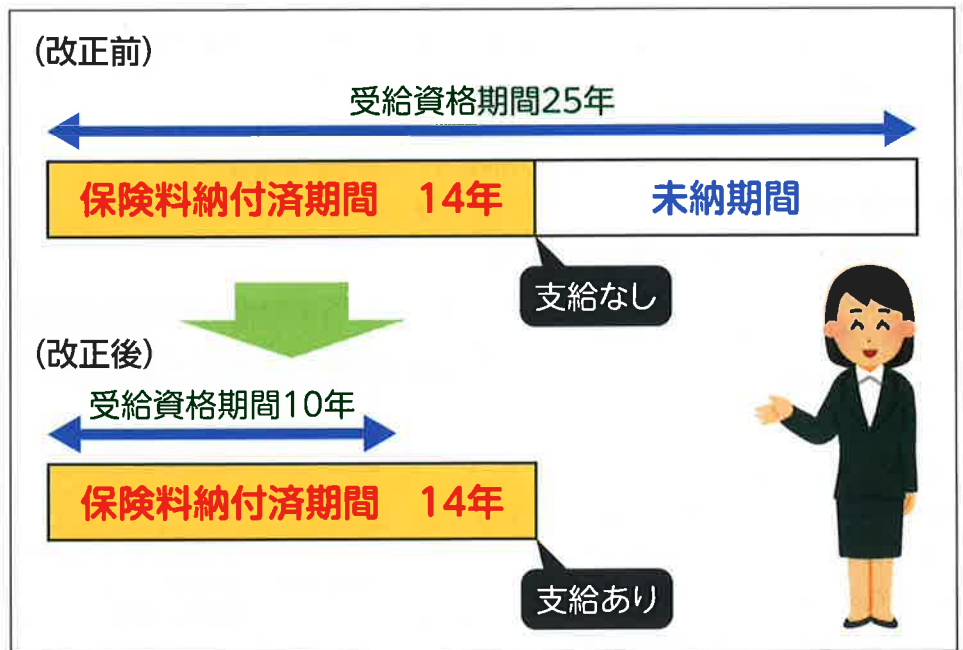 (改正前)
受給資格期間25年
保険料納付済期間　14年
未納期間
支給なし
(改正後)
受給資格期間10年
保険料納付済期間　14年
支給あり